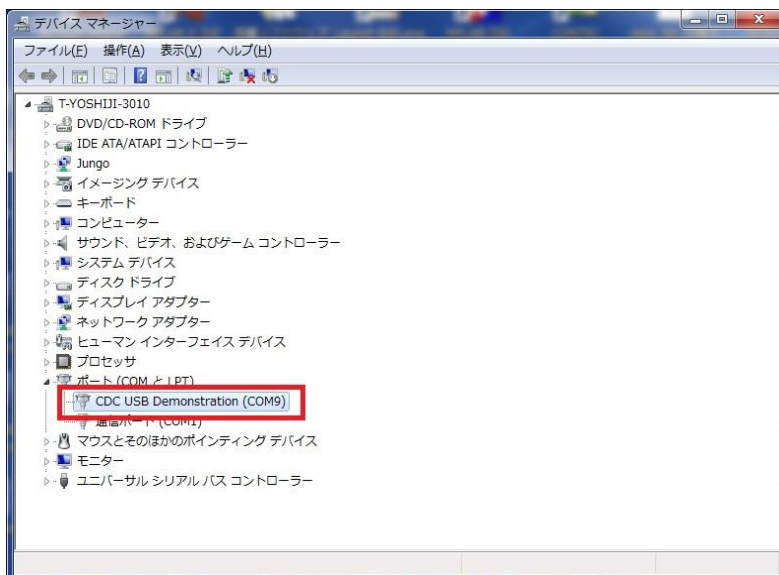 デバイス マネージャー
ファイル(F) 操作(A) 表示(V) ヘルプ(H)
T-YOSHIJI-3010
DVD/CD-ROM ドライブ
IDE ATA/ATAPI コントローラー
Jungo
イメージング デバイス
キーボード
コンピューター
サウンド、ビデオ、およびゲーム コントローラー
システム デバイス
ディスク ドライブ
ディスプレイ アダプター
ネットワーク アダプター
ヒューマン インターフェイス デバイス
プロセッサ
ポート (COM と LPT)
CDC USB Demonstration (COM9)
通信ポート (COM1)
マウスとそのほかのポインティング デバイス
モニター
ユニバーサル シリアル バス コントローラー